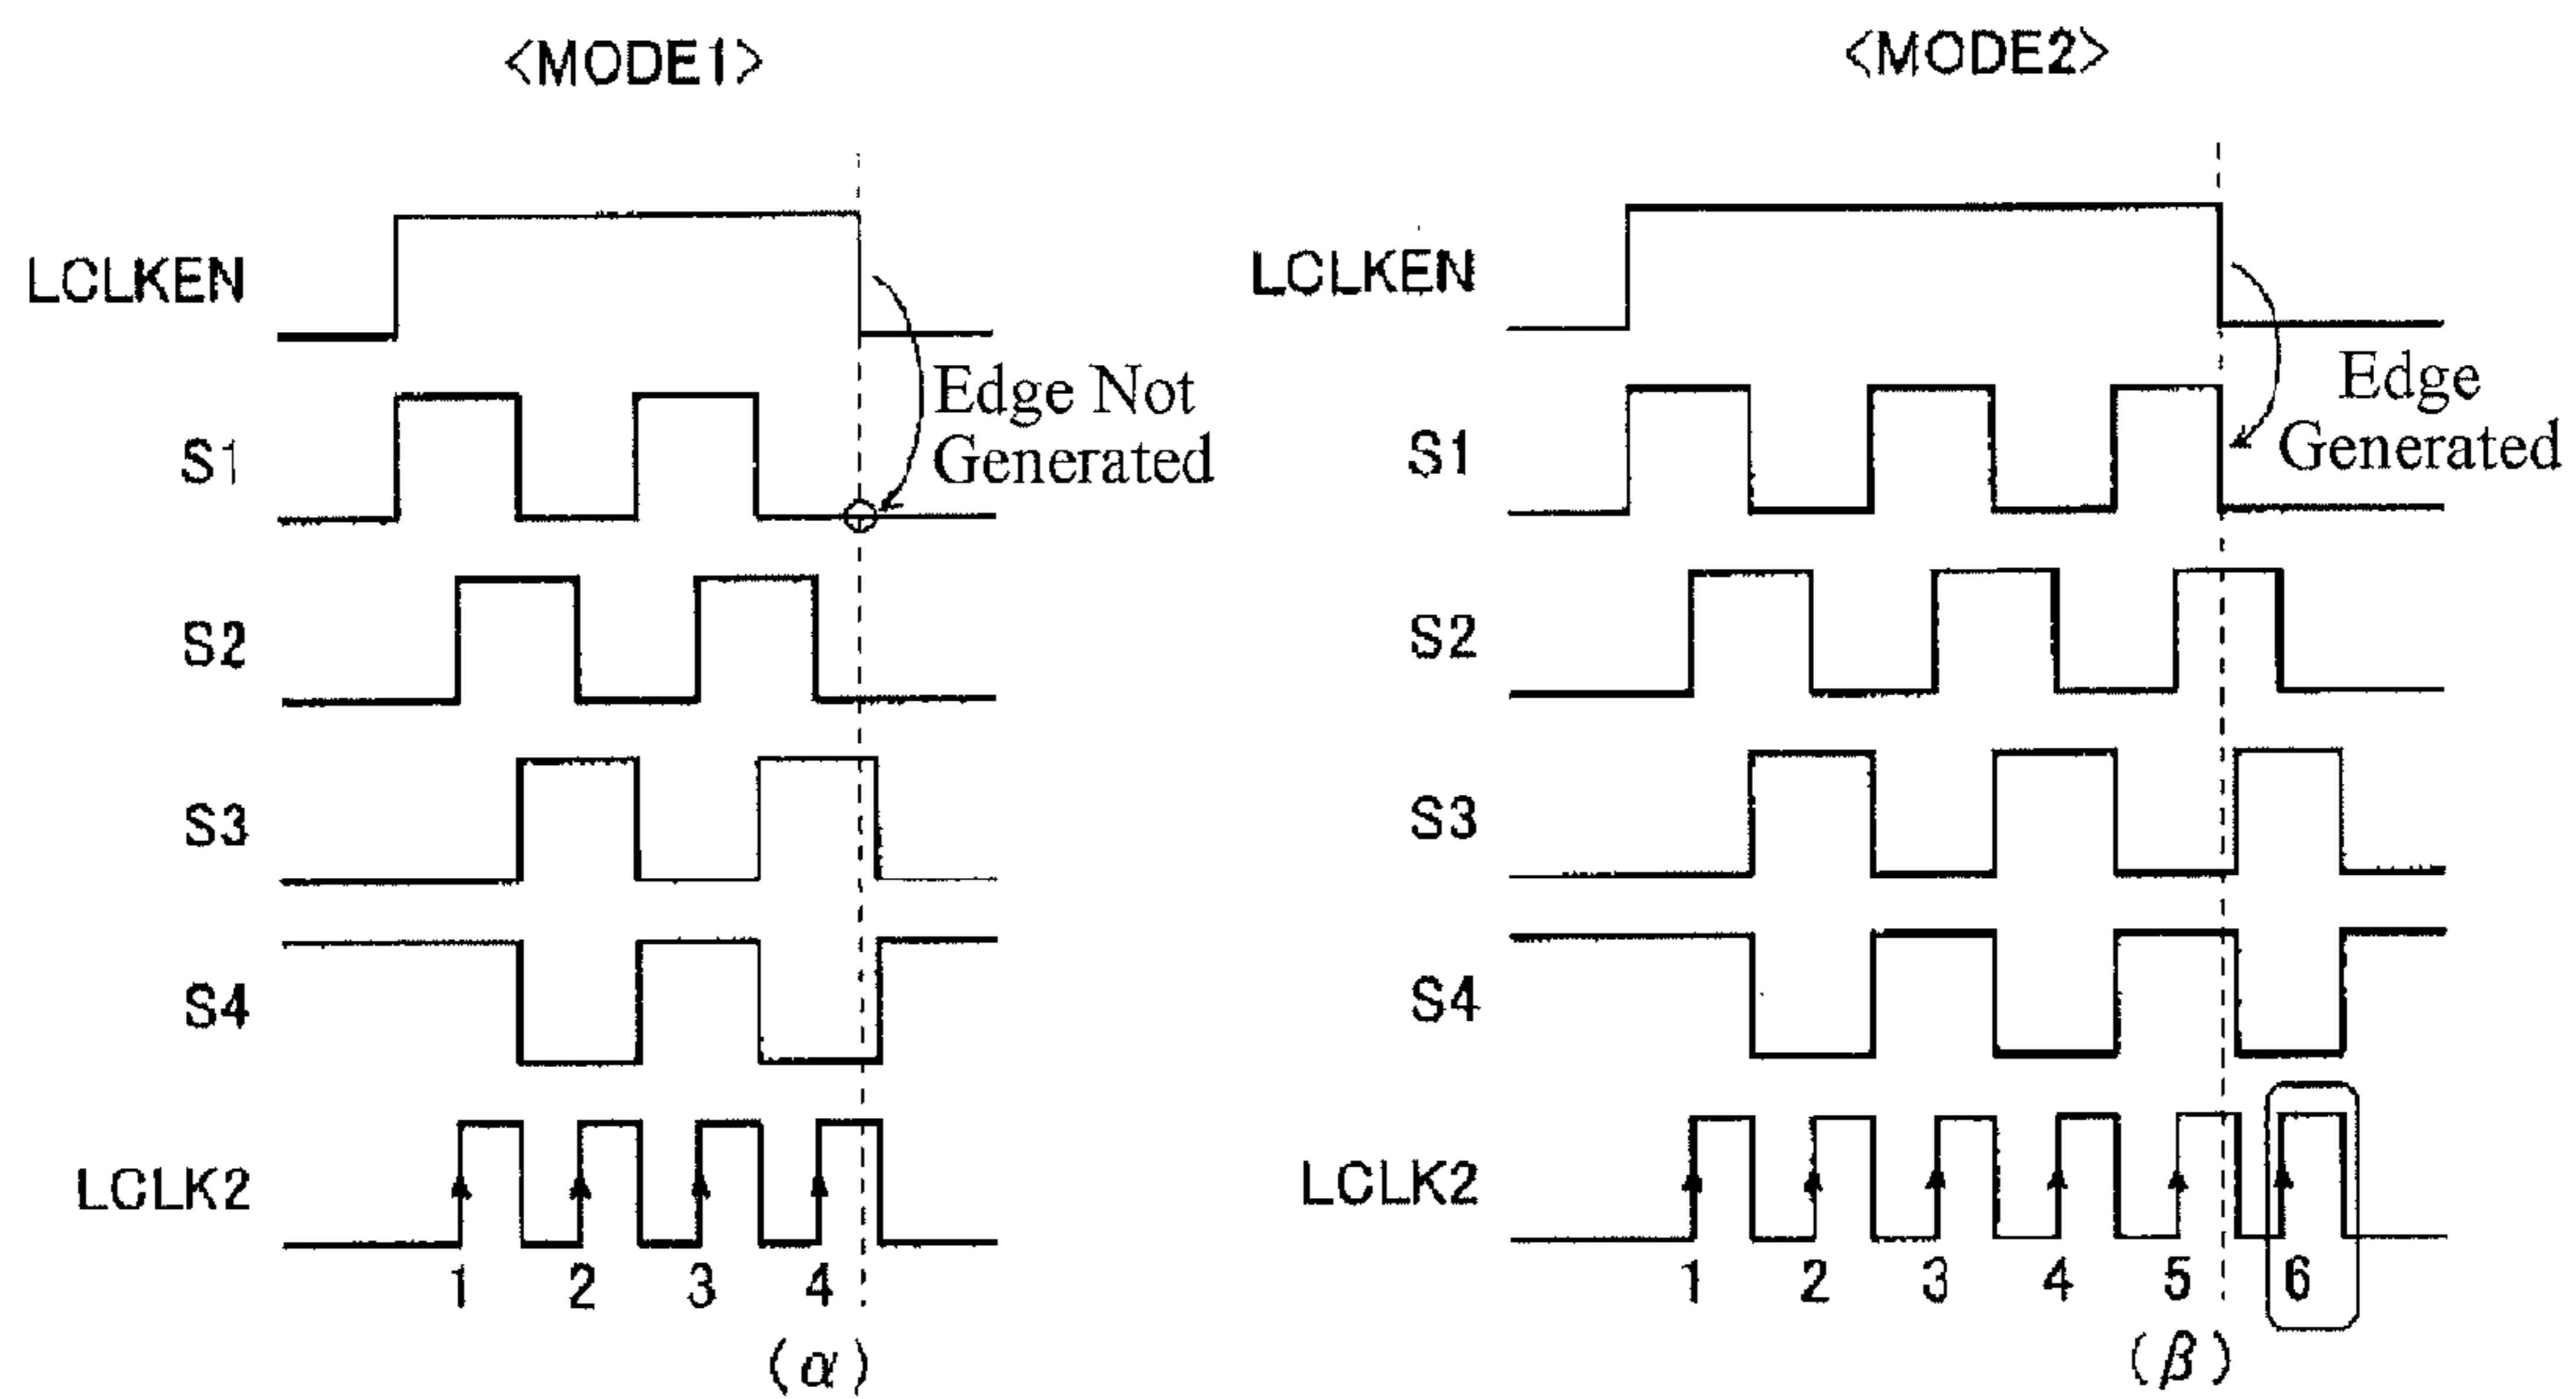 <MODE1>
LCLKEN
Edge Not
Generated
S1
S2
S3
S4
LCLK2
1 2 3 4
(α)
<MODE2>
LCLKEN
Edge
Generated
S1
S2
S3
S4
LCLK2
1 2 3 4 5 6
(β)